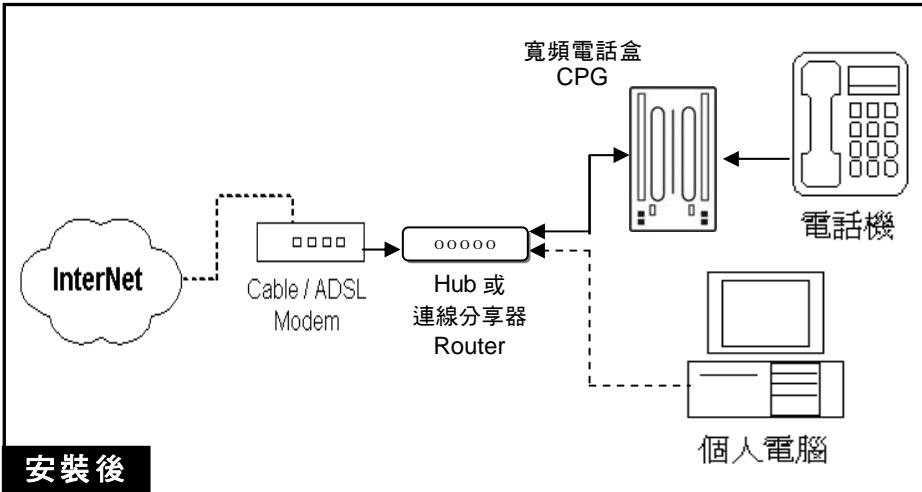 寬頻電話盒
CPG
電話機
InterNet
Cable / ADSL
Modem
Hub 或
連線分享器
Router
個人電腦
安裝後